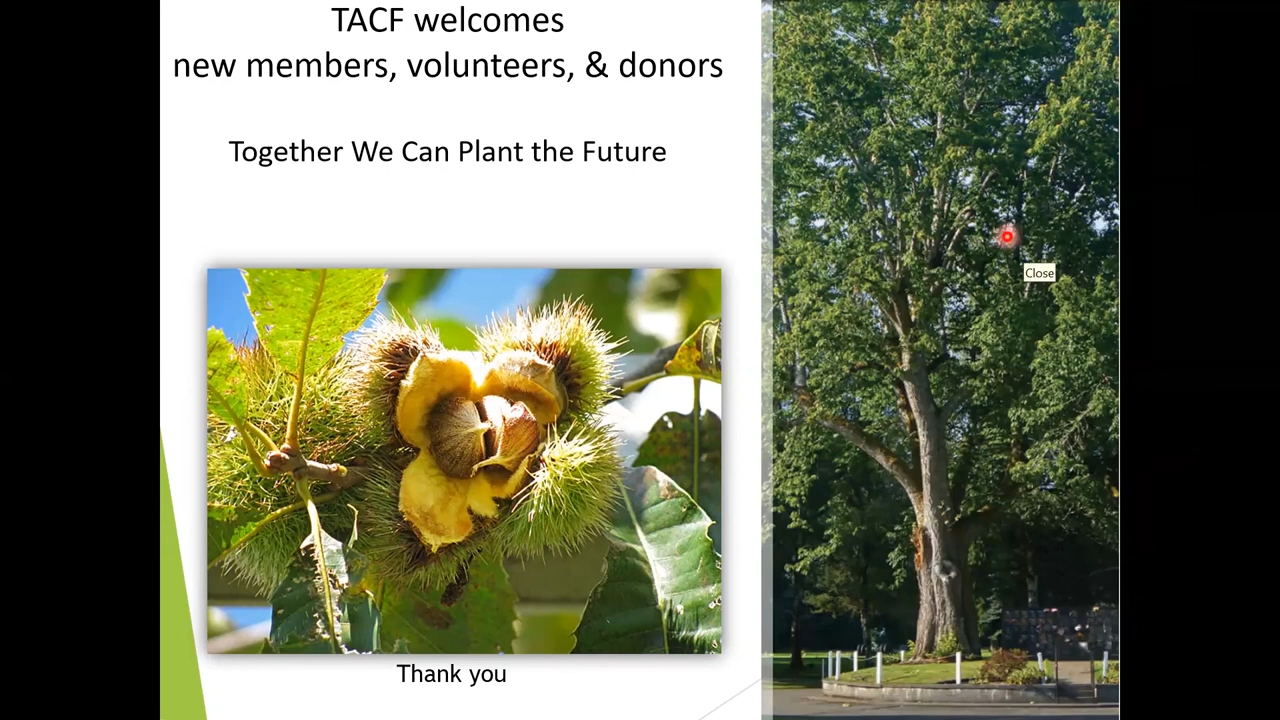 TACF welcomes
new members, volunteers, & donors
Together We Can Plant the Future
Close
Thank you